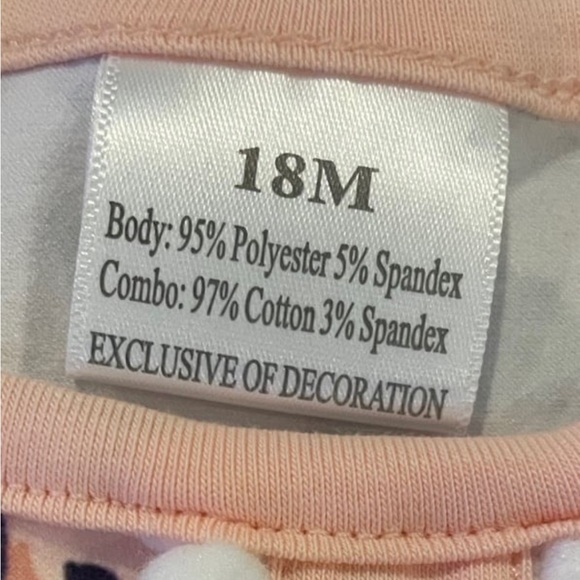 18M
Body: 95% Polyester 5% Spandex
Combo: 97% Cotton 3% Spandex
EXCLUSIVE OF DECORATION